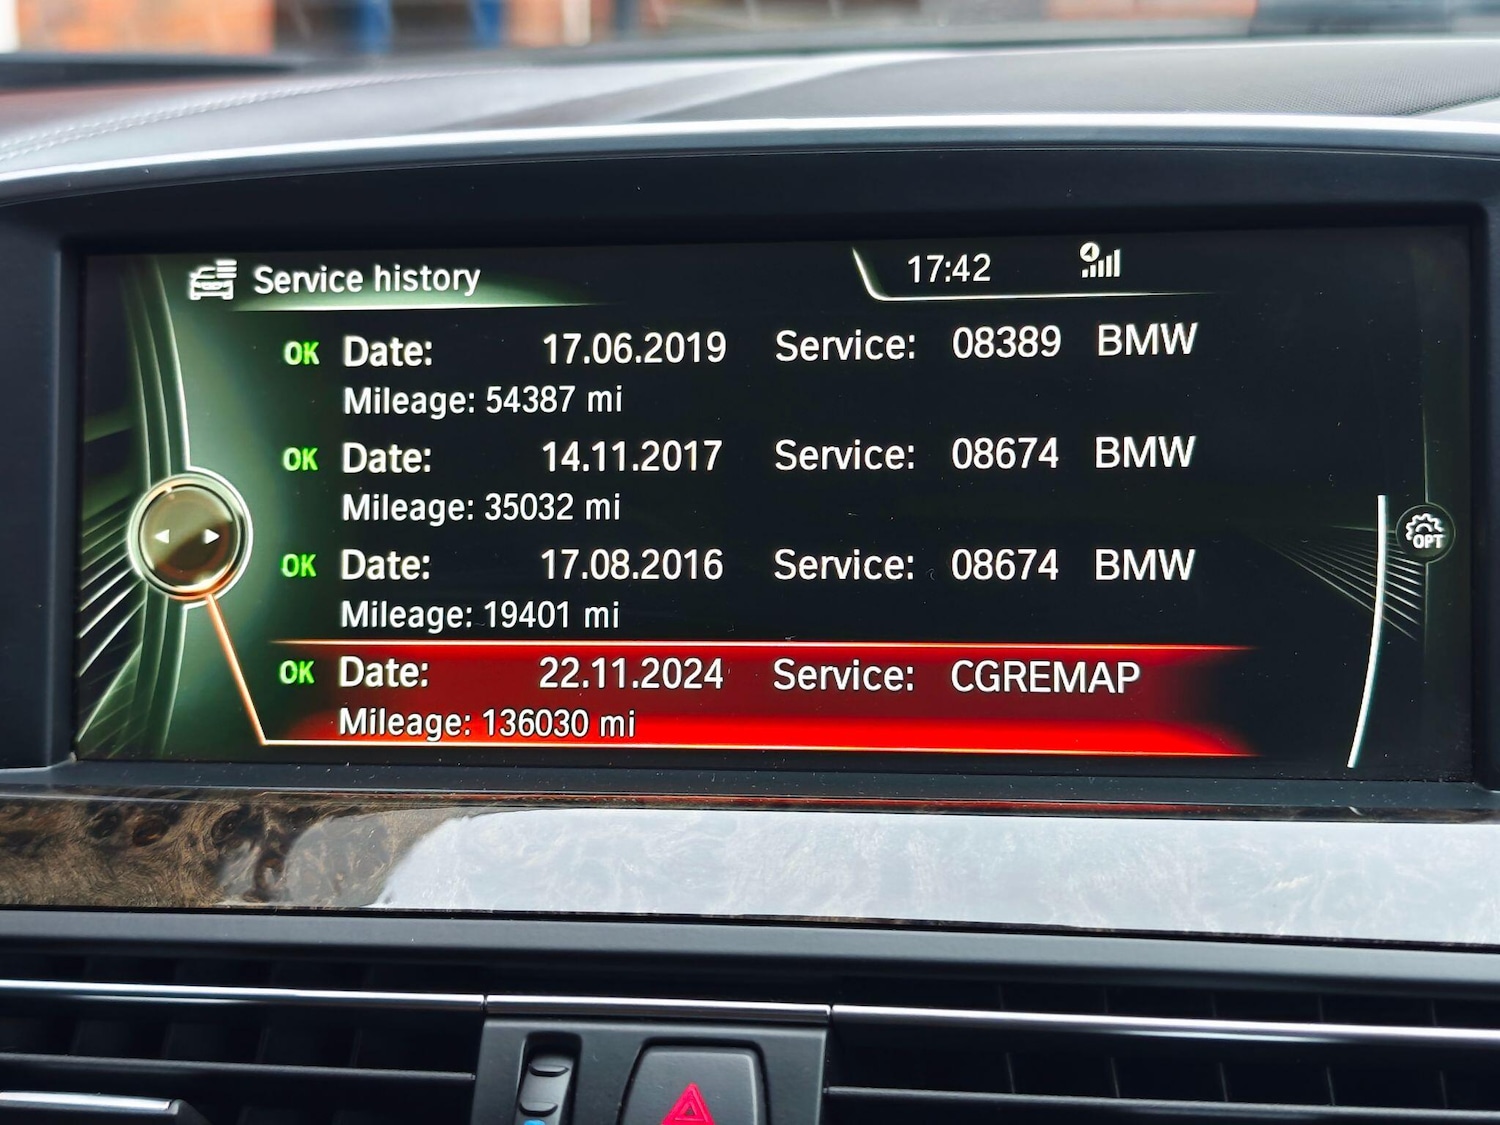 Service history 17:42
OK Date: 17.06.2019 Service: 08389 BMW
Mileage: 54387 mi
OK Date: 14.11.2017 Service: 08674 BMW
Mileage: 35032 mi
OPT
OK Date: 17.08.2016 Service: 08674 BMW
Mileage: 19401 mi
OK Date: 22.11.2024 Service: CGREMAP
Mileage: 136030 mi